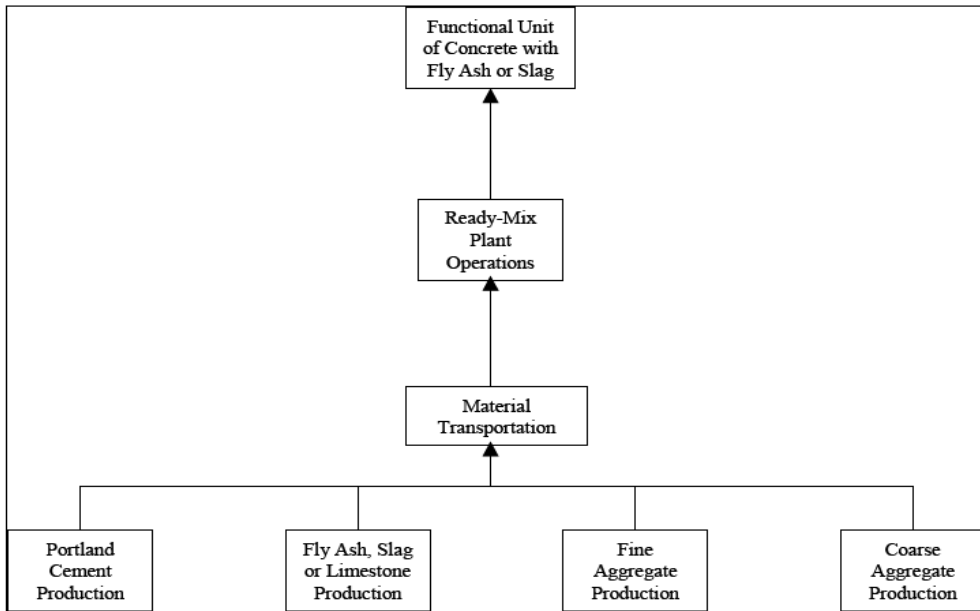 Functional Unit
of Concrete with
Fly Ash or Slag
Ready-Mix
Plant
Operations
Material
Transportation
Portland
Cement
Production
Fly Ash, Slag
or Limestone
Production
Fine
Aggregate
Production
Coarse
Aggregate
Production